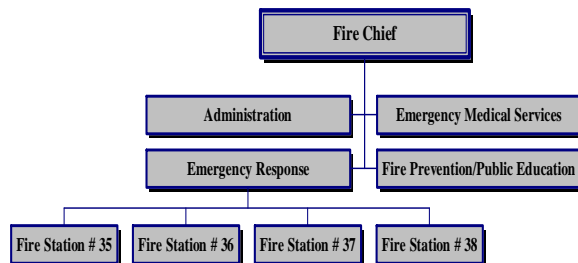 Fire Chief
Administration
Emergency Medical Services
Emergency Response
Fire Prevention/Public Education
Fire Station # 35
Fire Station # 36
Fire Station # 37
Fire Station # 38